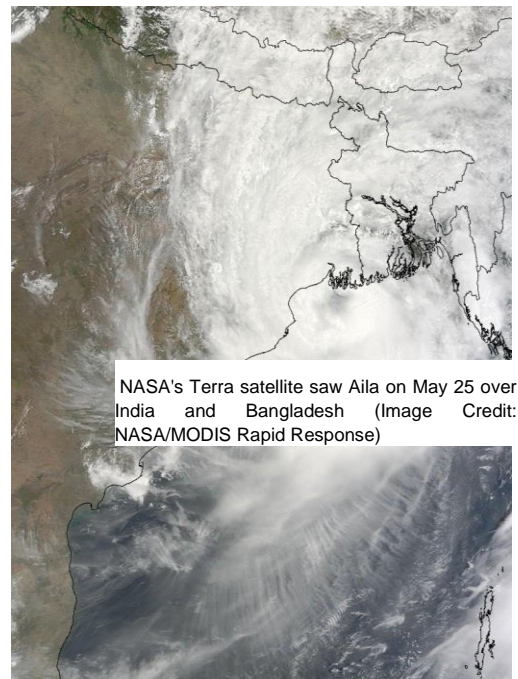 NASA's Terra satellite saw Aila on May 25 over
India and Bangladesh (Image Credit:
NASA/MODIS Rapid Response)